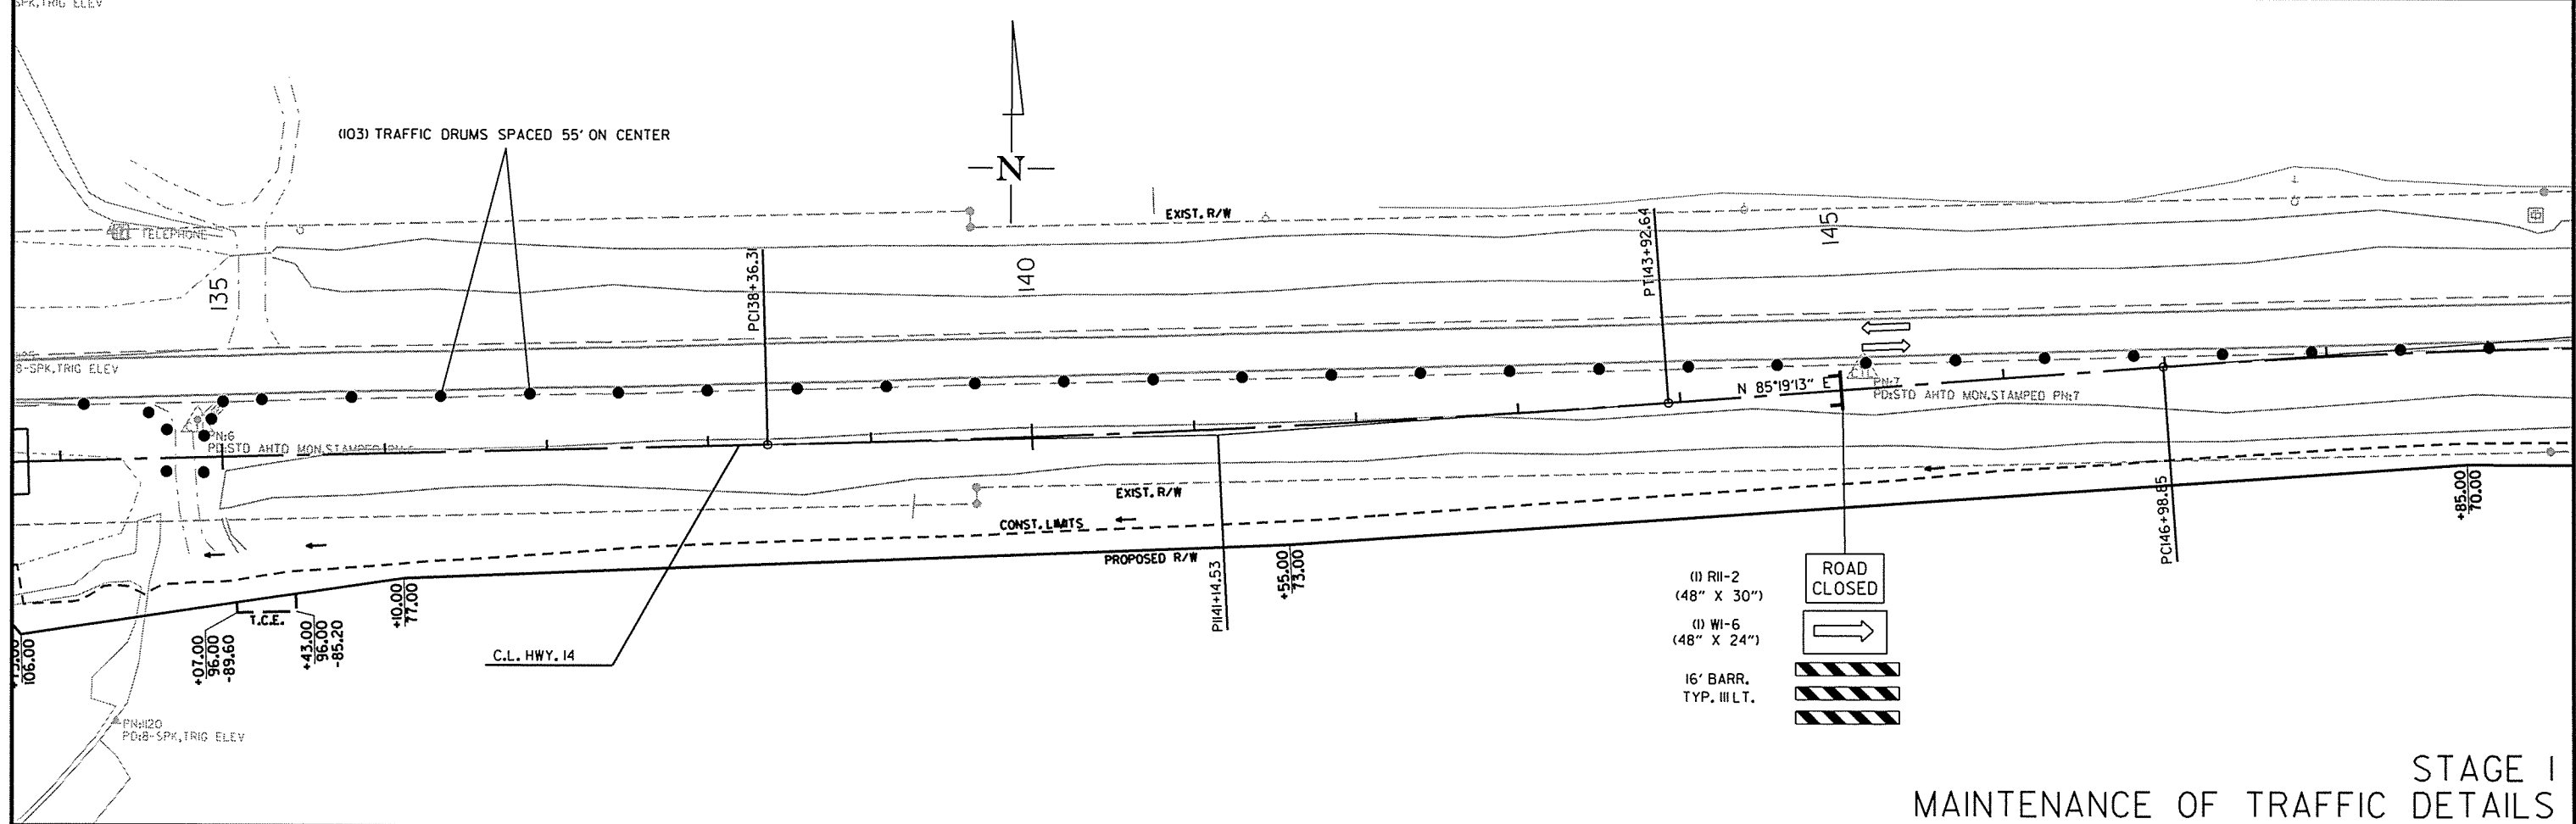 SPK,TRIG ELEV
(103) TRAFFIC DRUMS SPACED 55' ON CENTER
N
EXIST. R/W
TELEPHONE
135
PC138+36.31
140
PT143+92.64
145
8-SPK,TRIG ELEV
PN:6
PD:STD AHTD MON.STAMPED PN:6
N 85°19'13" E
PN:7
PD:STD AHTD MON.STAMPED PN:7
EXIST. R/W
CONST. LIMITS
PROPOSED R/W
PI141+14.53
+55.00
73.00
PC146+98.85
+85.00
70.00
+10.00
77.00
T.C.E.
+07.00
96.00
-89.60
+43.00
96.00
-85.20
106.00
C.L. HWY. 14
(1) R11-2
(48" X 30")
ROAD
CLOSED
(1) W1-6
(48" X 24")
16' BARR.
TYP. III LT.
PN:1120
PD:8-SPK,TRIG ELEV
STAGE 1
MAINTENANCE OF TRAFFIC DETAILS